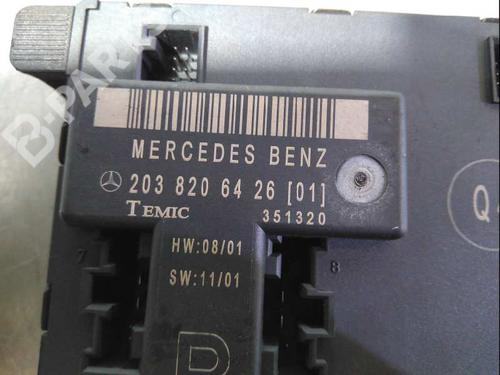 B-PARTS
MERCEDES BENZ
203 820 64 26 [01]
TEMIC 351320
HW:08/01
7
8
SW:11/01
Q